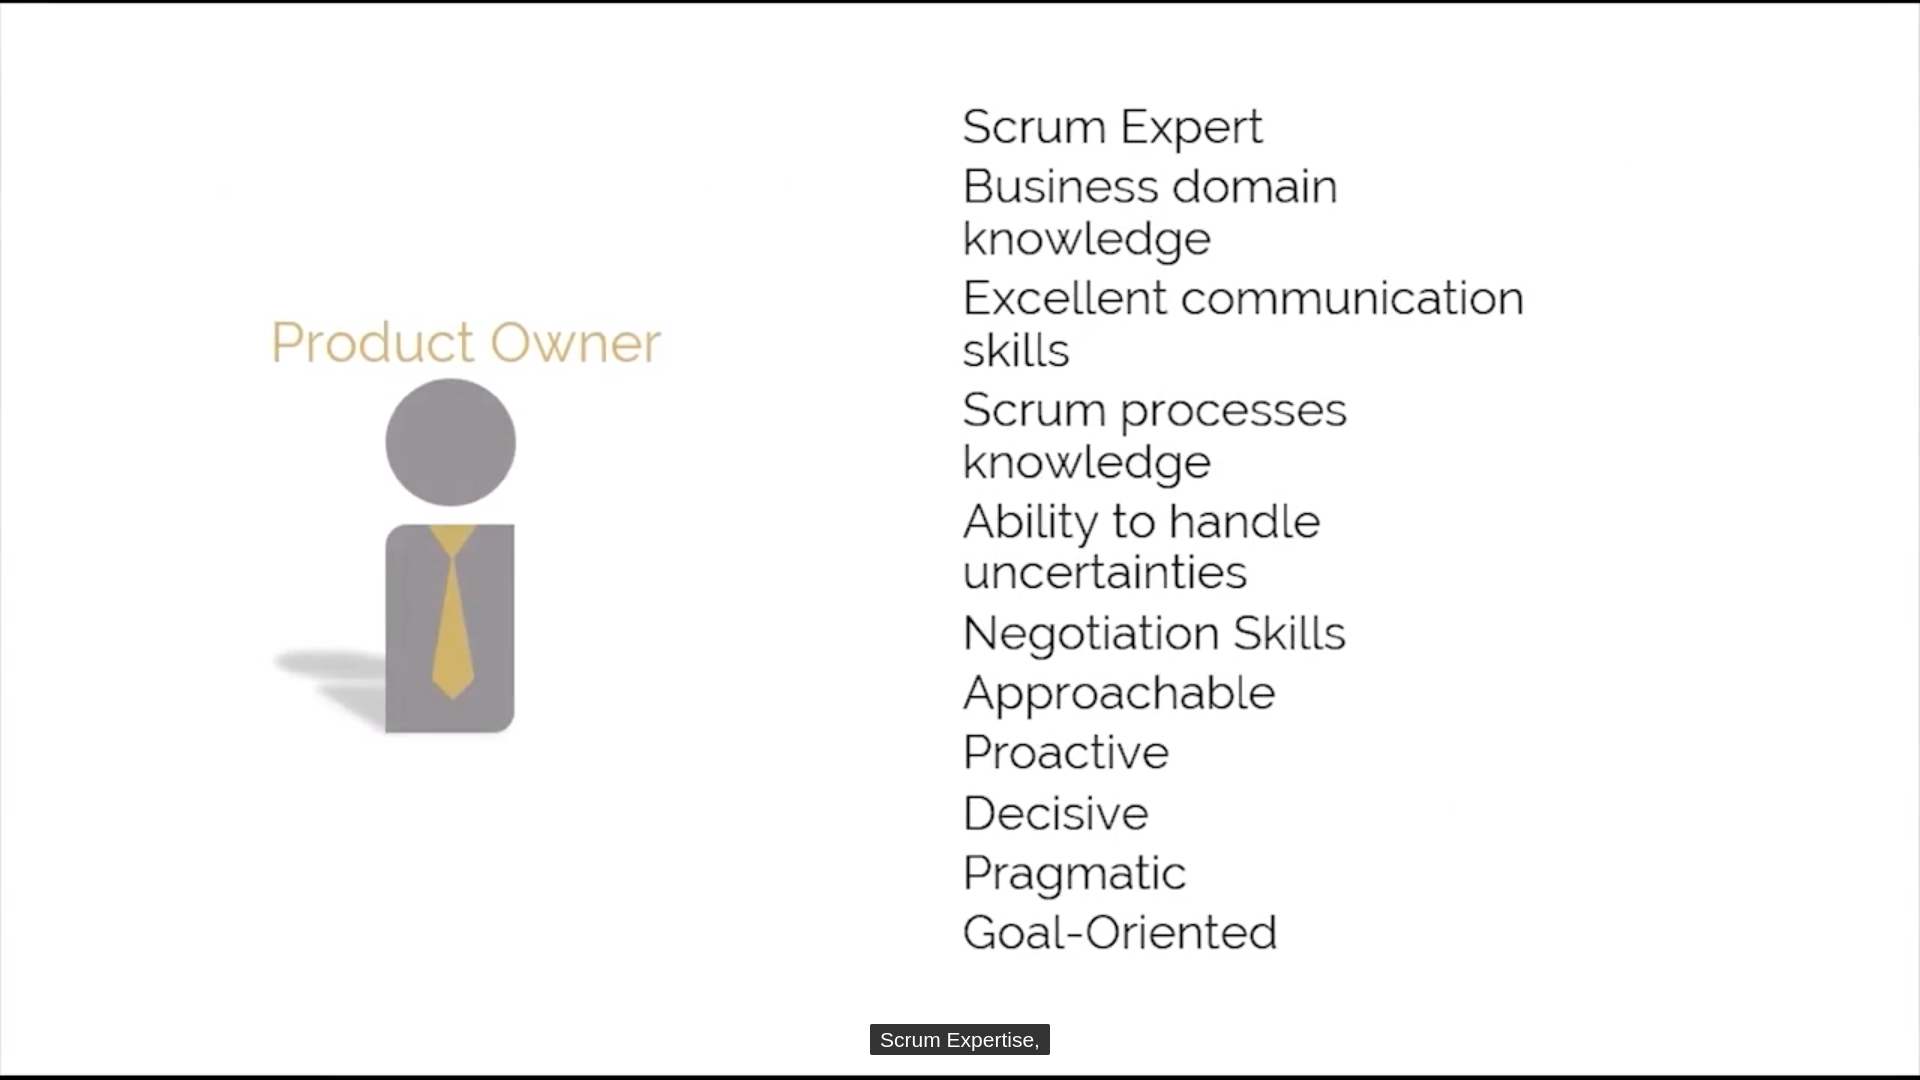 Product Owner
Scrum Expert
Business domain
knowledge
Excellent communication
skills
Scrum processes
knowledge
Ability to handle
uncertainties
Negotiation Skills
Approachable
Proactive
Decisive
Pragmatic
Goal-Oriented
Scrum Expertise,